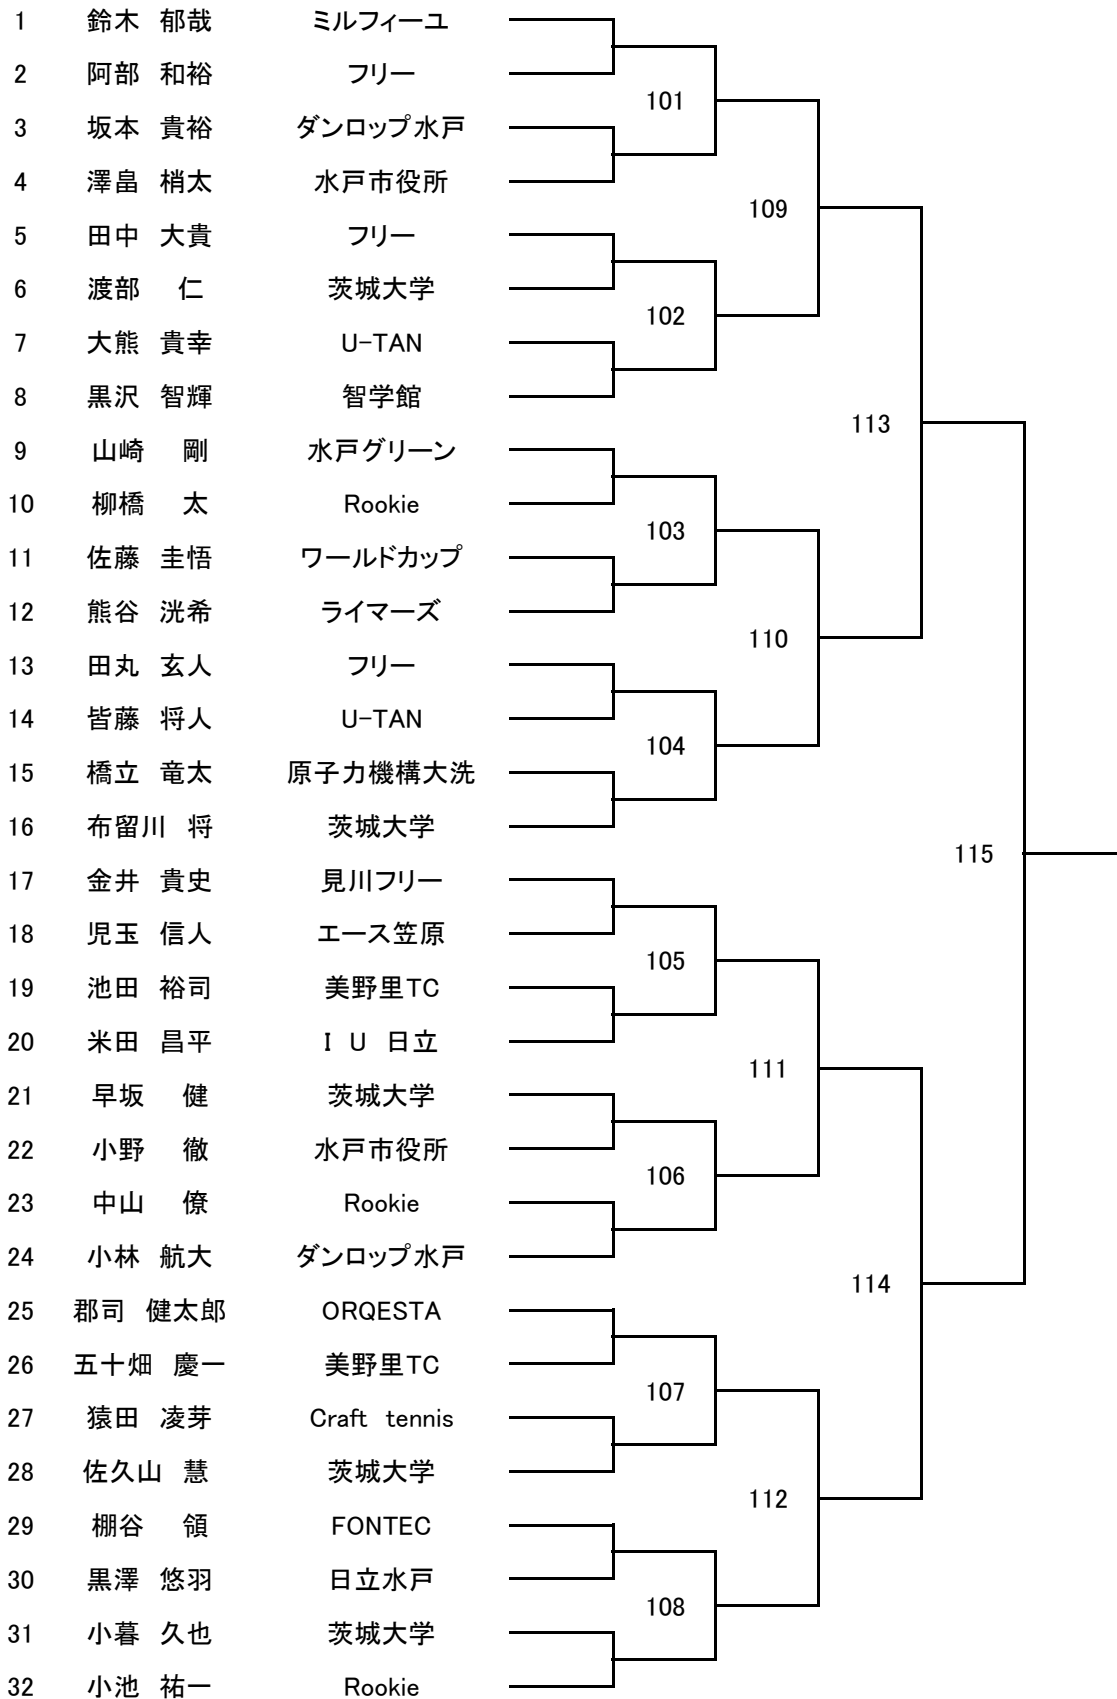 1 鈴木 郁哉 ミルフィーユ
2 阿部 和裕 フリー
101
3 坂本 貴裕 ダンロップ水戸
4 澤畠 梢太 水戸市役所
109
5 田中 大貴 フリー
6 渡部 仁 茨城大学
102
7 大熊 貴幸 U-TAN
8 黒沢 智輝 智学館
113
9 山崎 剛 水戸グリーン
10 柳橋 太 Rookie
103
11 佐藤 圭悟 ワールドカップ
12 熊谷 洸希 ライマーズ
110
13 田丸 玄人 フリー
14 皆藤 将人 U-TAN
104
15 橋立 竜太 原子力機構大洗
16 布留川 将 茨城大学
115
17 金井 貴史 見川フリー
18 児玉 信人 エース笠原
105
19 池田 裕司 美野里TC
20 米田 昌平 I U 日立
111
21 早坂 健 茨城大学
22 小野 徹 水戸市役所
106
23 中山 僚 Rookie
24 小林 航大 ダンロップ水戸
114
25 郡司 健太郎 ORQESTA
26 五十畑 慶一 美野里TC
107
27 猿田 凌芽 Craft tennis
28 佐久山 慧 茨城大学
112
29 棚谷 領 FONTEC
30 黒澤 悠羽 日立水戸
108
31 小暮 久也 茨城大学
32 小池 祐一 Rookie